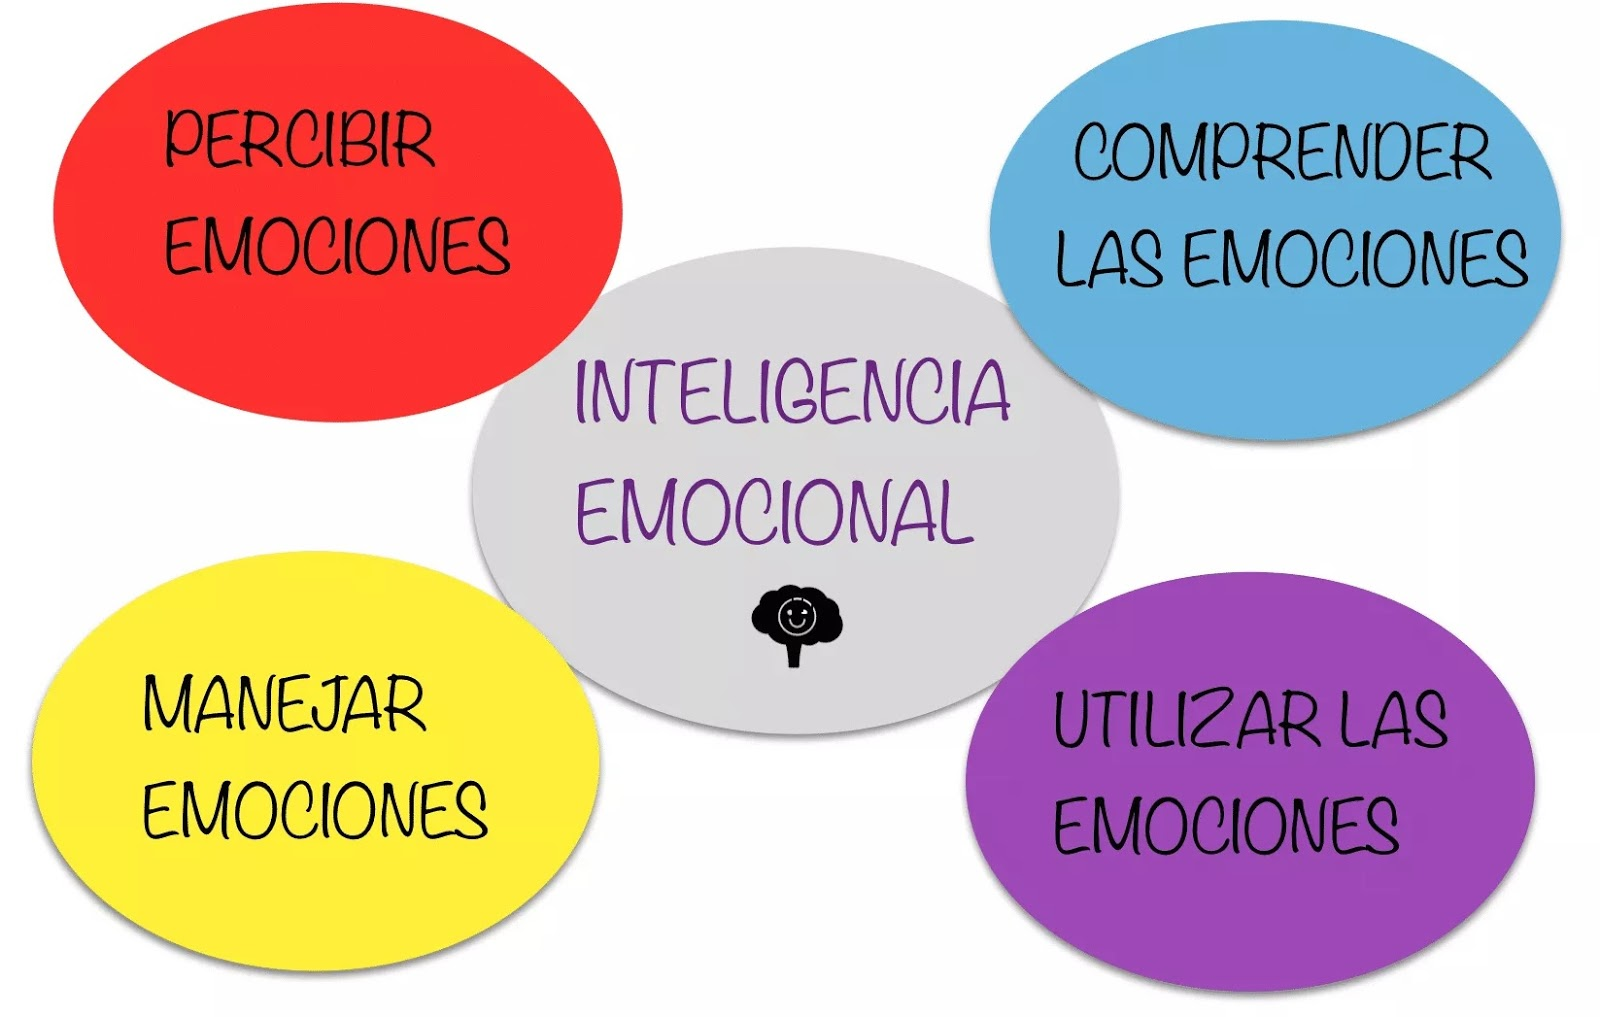 PERCIBIR
EMOCIONES
COMPRENDER
LAS EMOCIONES
INTELIGENCIA
EMOCIONAL
MANEJAR
EMOCIONES
UTILIZAR LAS
EMOCIONES